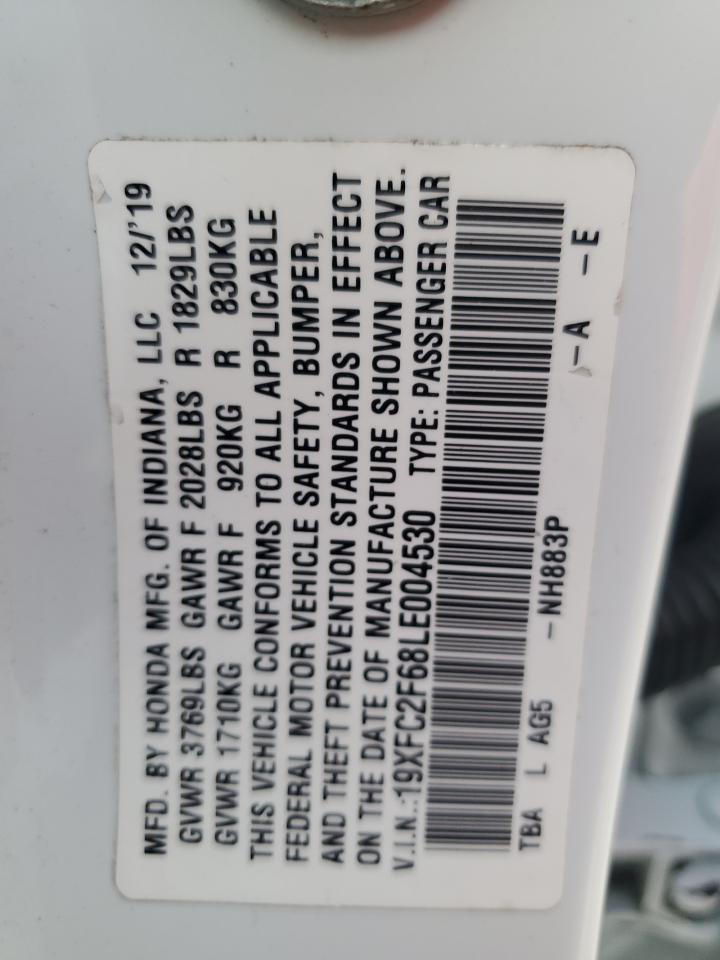 MFD. BY HONDA MFG. OF INDIANA, LLC 12/'19
GVWR 3769LBS GAWR F 2028LBS R 1829LBS
GVWR 1710KG GAWR F 920KG R 830KG
THIS VEHICLE CONFORMS TO ALL APPLICABLE
FEDERAL MOTOR VEHICLE SAFETY, BUMPER,
AND THEFT PREVENTION STANDARDS IN EFFECT
ON THE DATE OF MANUFACTURE SHOWN ABOVE.
V.I.N.:19XFC2F68LE004530 TYPE: PASSENGER CAR
TBA L AG5 -NH883P -A -E